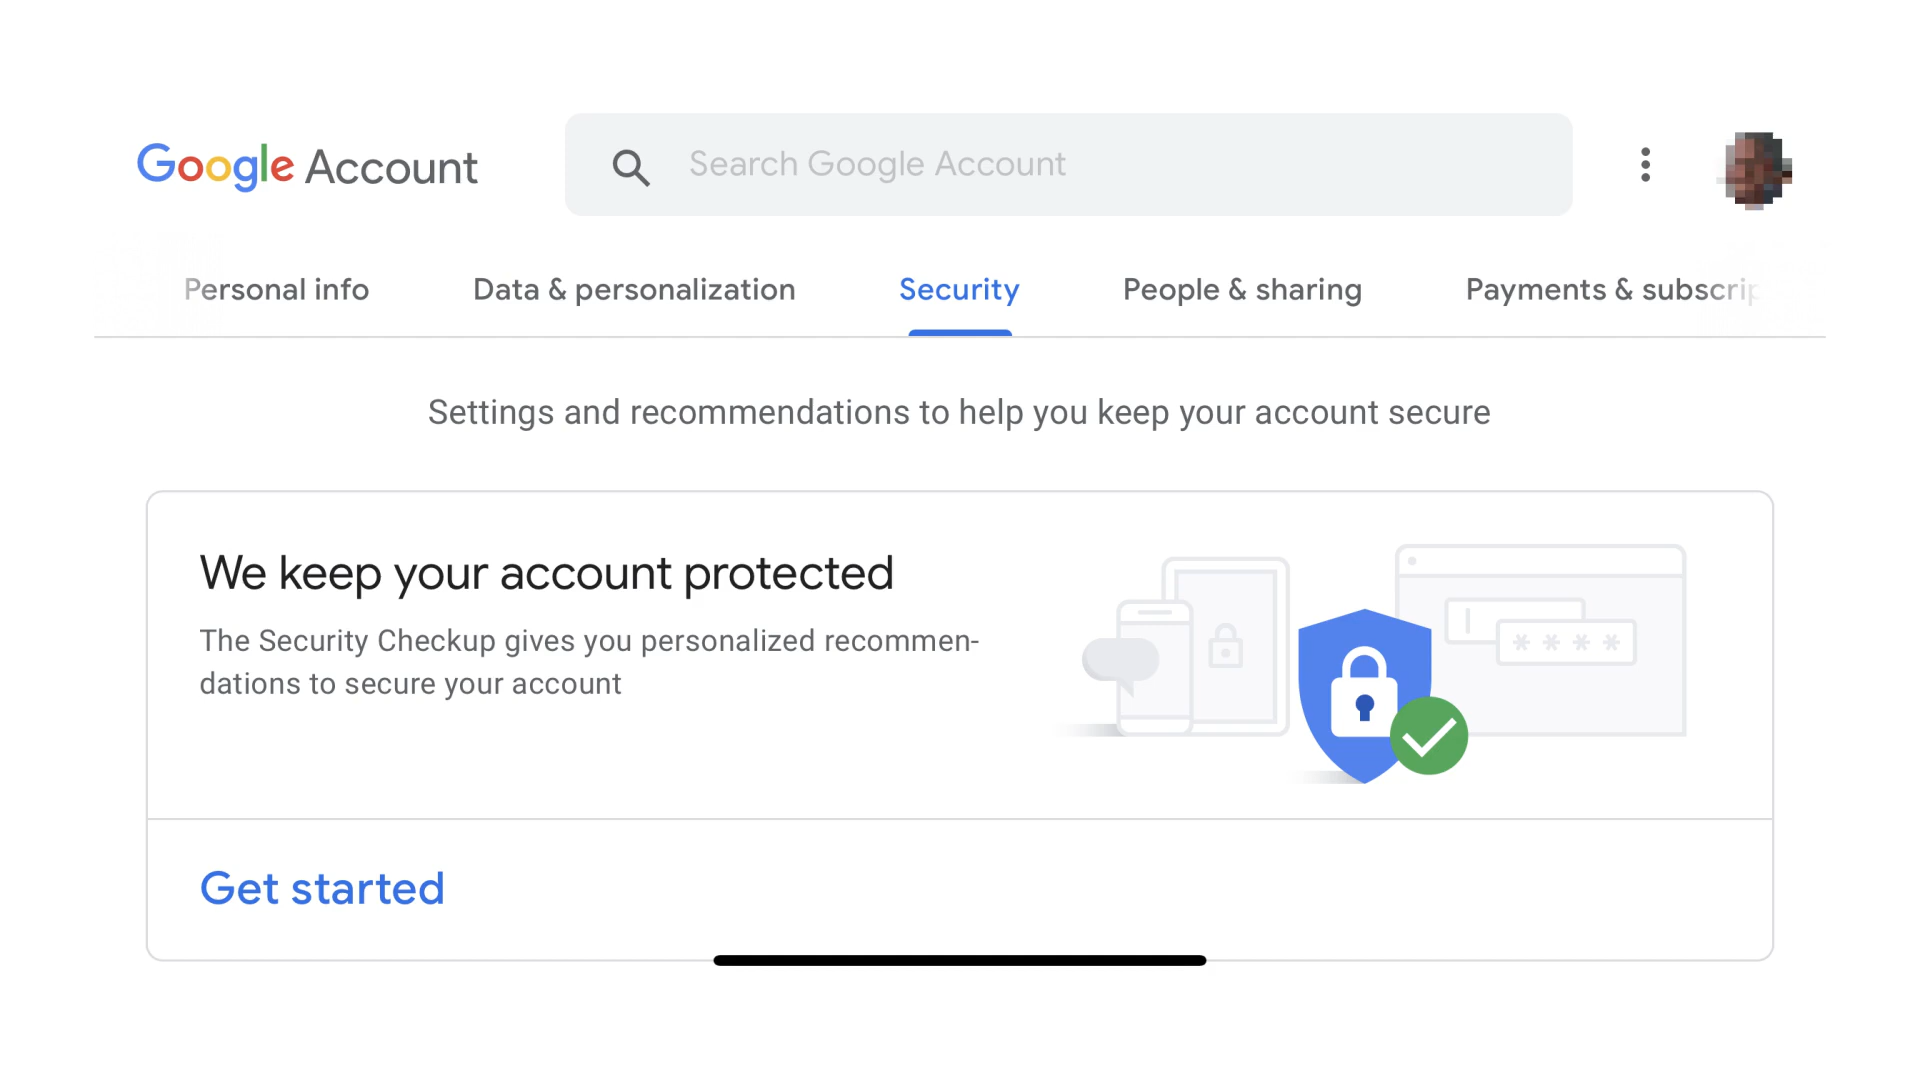 Google Account
Search Google Account
Personal info
Data & personalization
Security
People & sharing
Payments & subscrip
Settings and recommendations to help you keep your account secure
We keep your account protected
The Security Checkup gives you personalized recommen-
dations to secure your account
* * * *
Get started